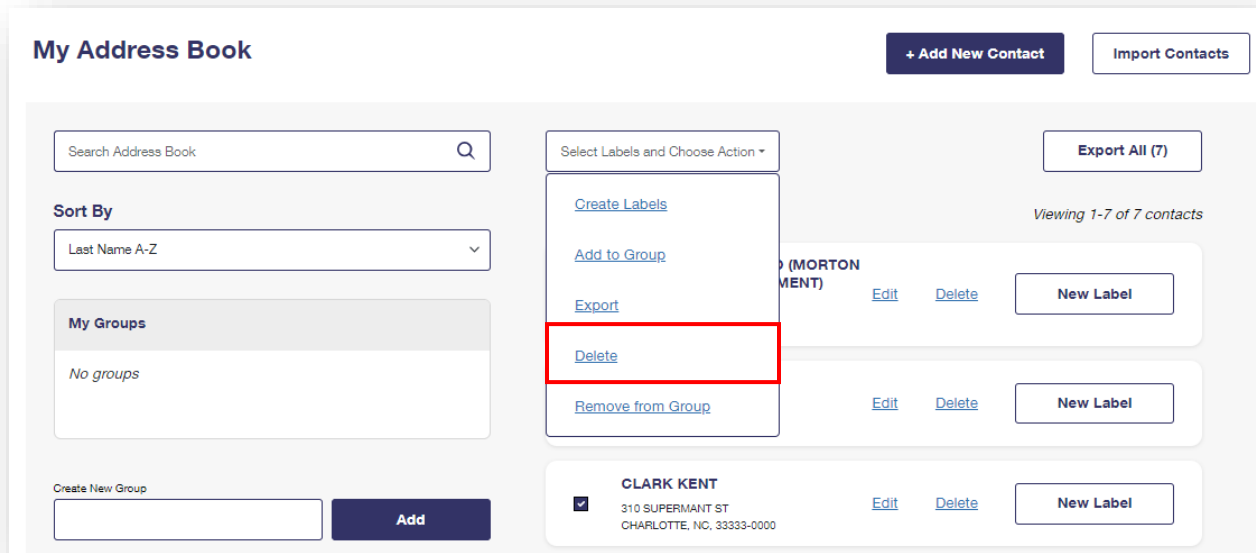 My Address Book
+ Add New Contact
Import Contacts
Search Address Book
Select Labels and Choose Action
Export All (7)
Sort By
Last Name A-Z
Viewing 1-7 of 7 contacts
Create Labels
Add to Group
Export
Delete
Remove from Group
(MORTON
Edit
Delete
New Label
My Groups
No groups
Edit
Delete
New Label
Create New Group
Add
CLARK KENT
310 SUPERMANT ST
CHARLOTTE, NC, 33333-0000
Edit
Delete
New Label